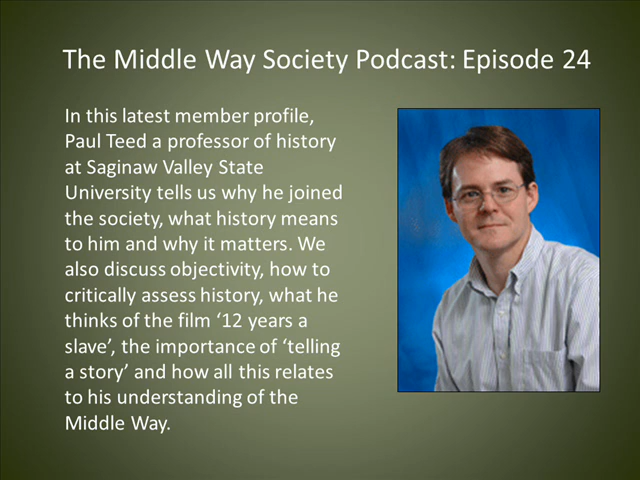 The Middle Way Society Podcast: Episode 24
In this latest member profile,
Paul Teed a professor of history
at Saginaw Valley State
University tells us why he joined
the society, what history means
to him and why it matters. We
also discuss objectivity, how to
critically assess history, what he
thinks of the film ‘12 years a
slave’, the importance of ‘telling
a story’ and how all this relates
to his understanding of the
Middle Way.